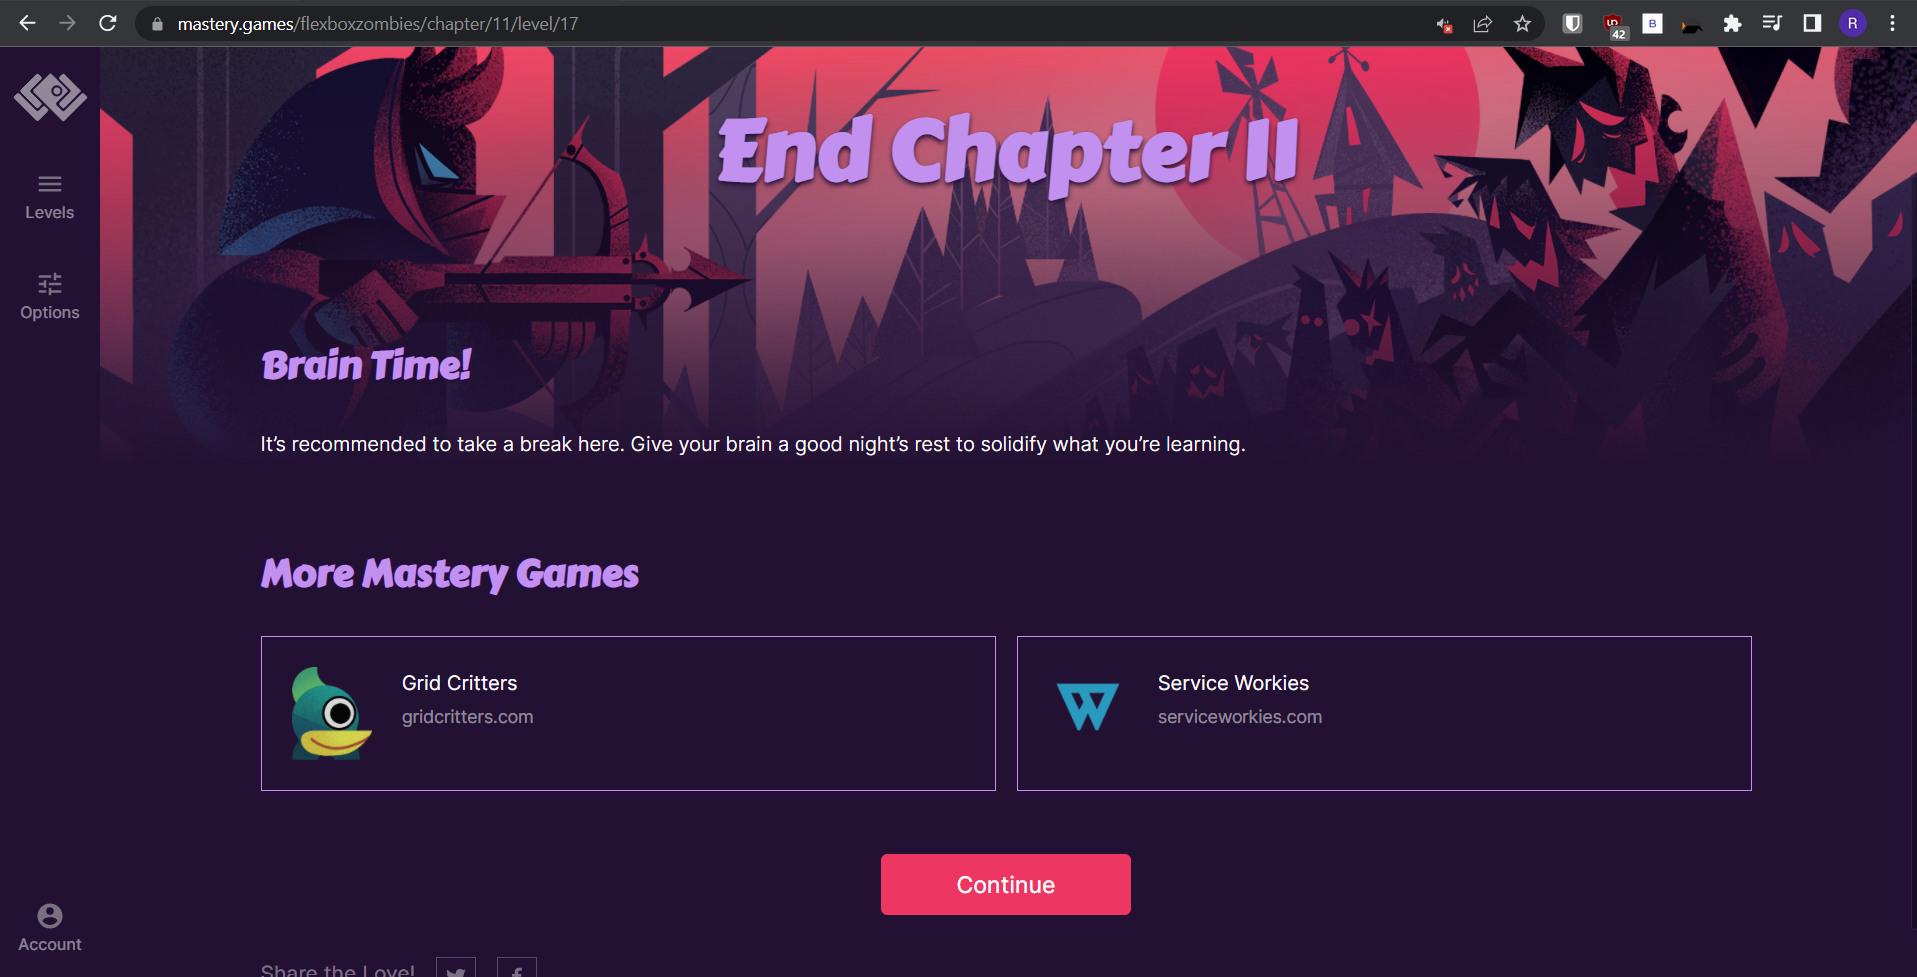 mastery.games/flexboxzombies/chapter/11/level/17
42
B
R
End Chapter 11
Levels
Options
Brain Time!
It's recommended to take a break here. Give your brain a good night's rest to solidify what you're learning.
More Mastery Games
Grid Critters
gridcritters.com
Service Workies
serviceworkies.com
Continue
Account
Share the Love!